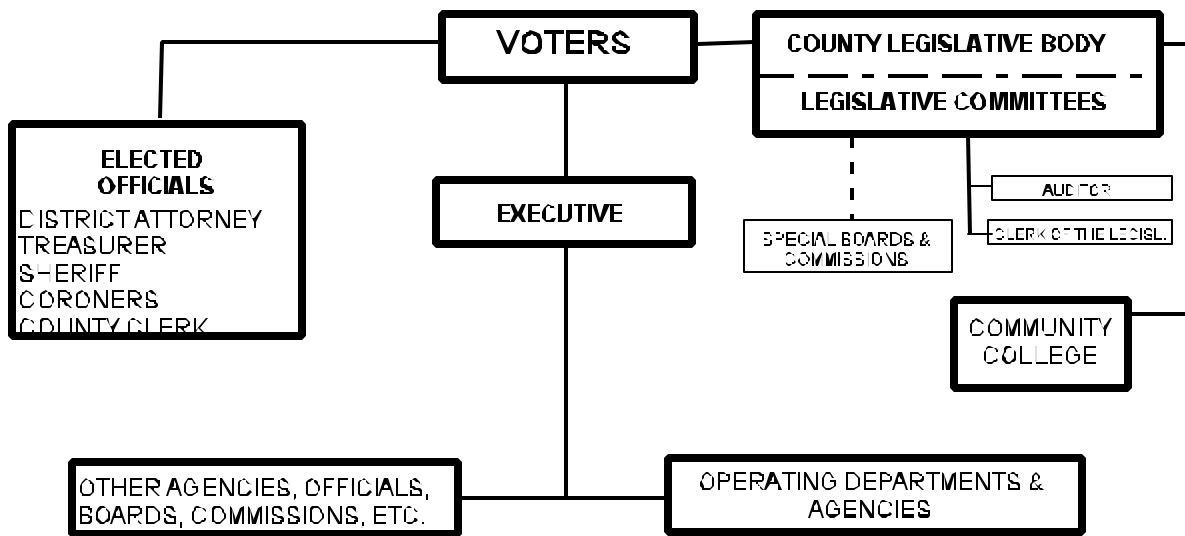 VOTERS
COUNTY LEGISLATIVE BODY
LEGISLATIVE COMMITTEES
ELECTED
OFFICIALS
DISTRICT ATTORNEY
TREASURER
SHERIFF
CORONERS
COUNTY CLERK
EXECUTIVE
AUDITOR
SPECIAL BOARDS &
COMMISSIONS
CLERK OF THE LEGISL.
COMMUNITY
COLLEGE
OTHER AGENCIES, OFFICIALS,
BOARDS, COMMISSIONS, ETC.
OPERATING DEPARTMENTS &
AGENCIES